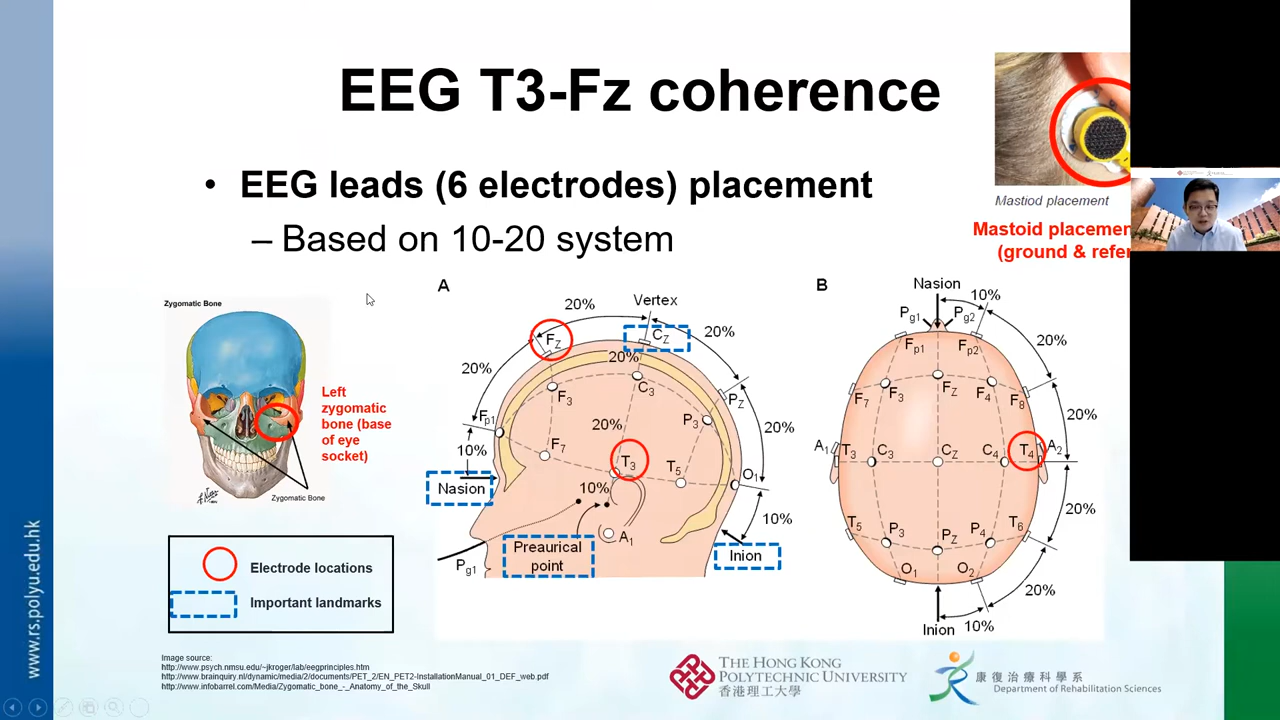 EEG T3-Fz coherence
• EEG leads (6 electrodes) placement
– Based on 10-20 system
Mastiod placement
Mastoid placemen
(ground & refer
Zygomatic Bone
Left
zygomatic
bone (base
of eye
socket)
Zygomatic Bone
Electrode locations
Important landmarks
A
20%
Vertex
FZ
CZ
20%
20%
20%
F3
C3
PZ
Fp1
20%
P3
20%
10%
F7
T3
T5
O1
Nasion
10%
10%
A1
Preaurical
point
Inion
Pg1
B
Nasion
10%
Pg1
Pg2
Fp1
Fp2
20%
F7
F3
FZ
F4
F8
20%
A1
T3
C3
CZ
C4
T4
A2
20%
T5
P3
PZ
P4
T6
O1
O2
20%
Inion
10%
Image source:
http://www.psych.nmsu.edu/~jkroger/lab/eegprinciples.htm
http://www.brainquiry.nl/dynamic/media/2/documents/PET_2/EN_PET2-InstallationManual_01_DEF_web.pdf
http://www.infobarrel.com/Media/Zygomatic_bone_-_Anatomy_of_the_Skull
THE HONG KONG
POLYTECHNIC UNIVERSITY
香港理工大學
康復治療科學系
Department of Rehabilitation Sciences
www.rs.polyu.edu.hk